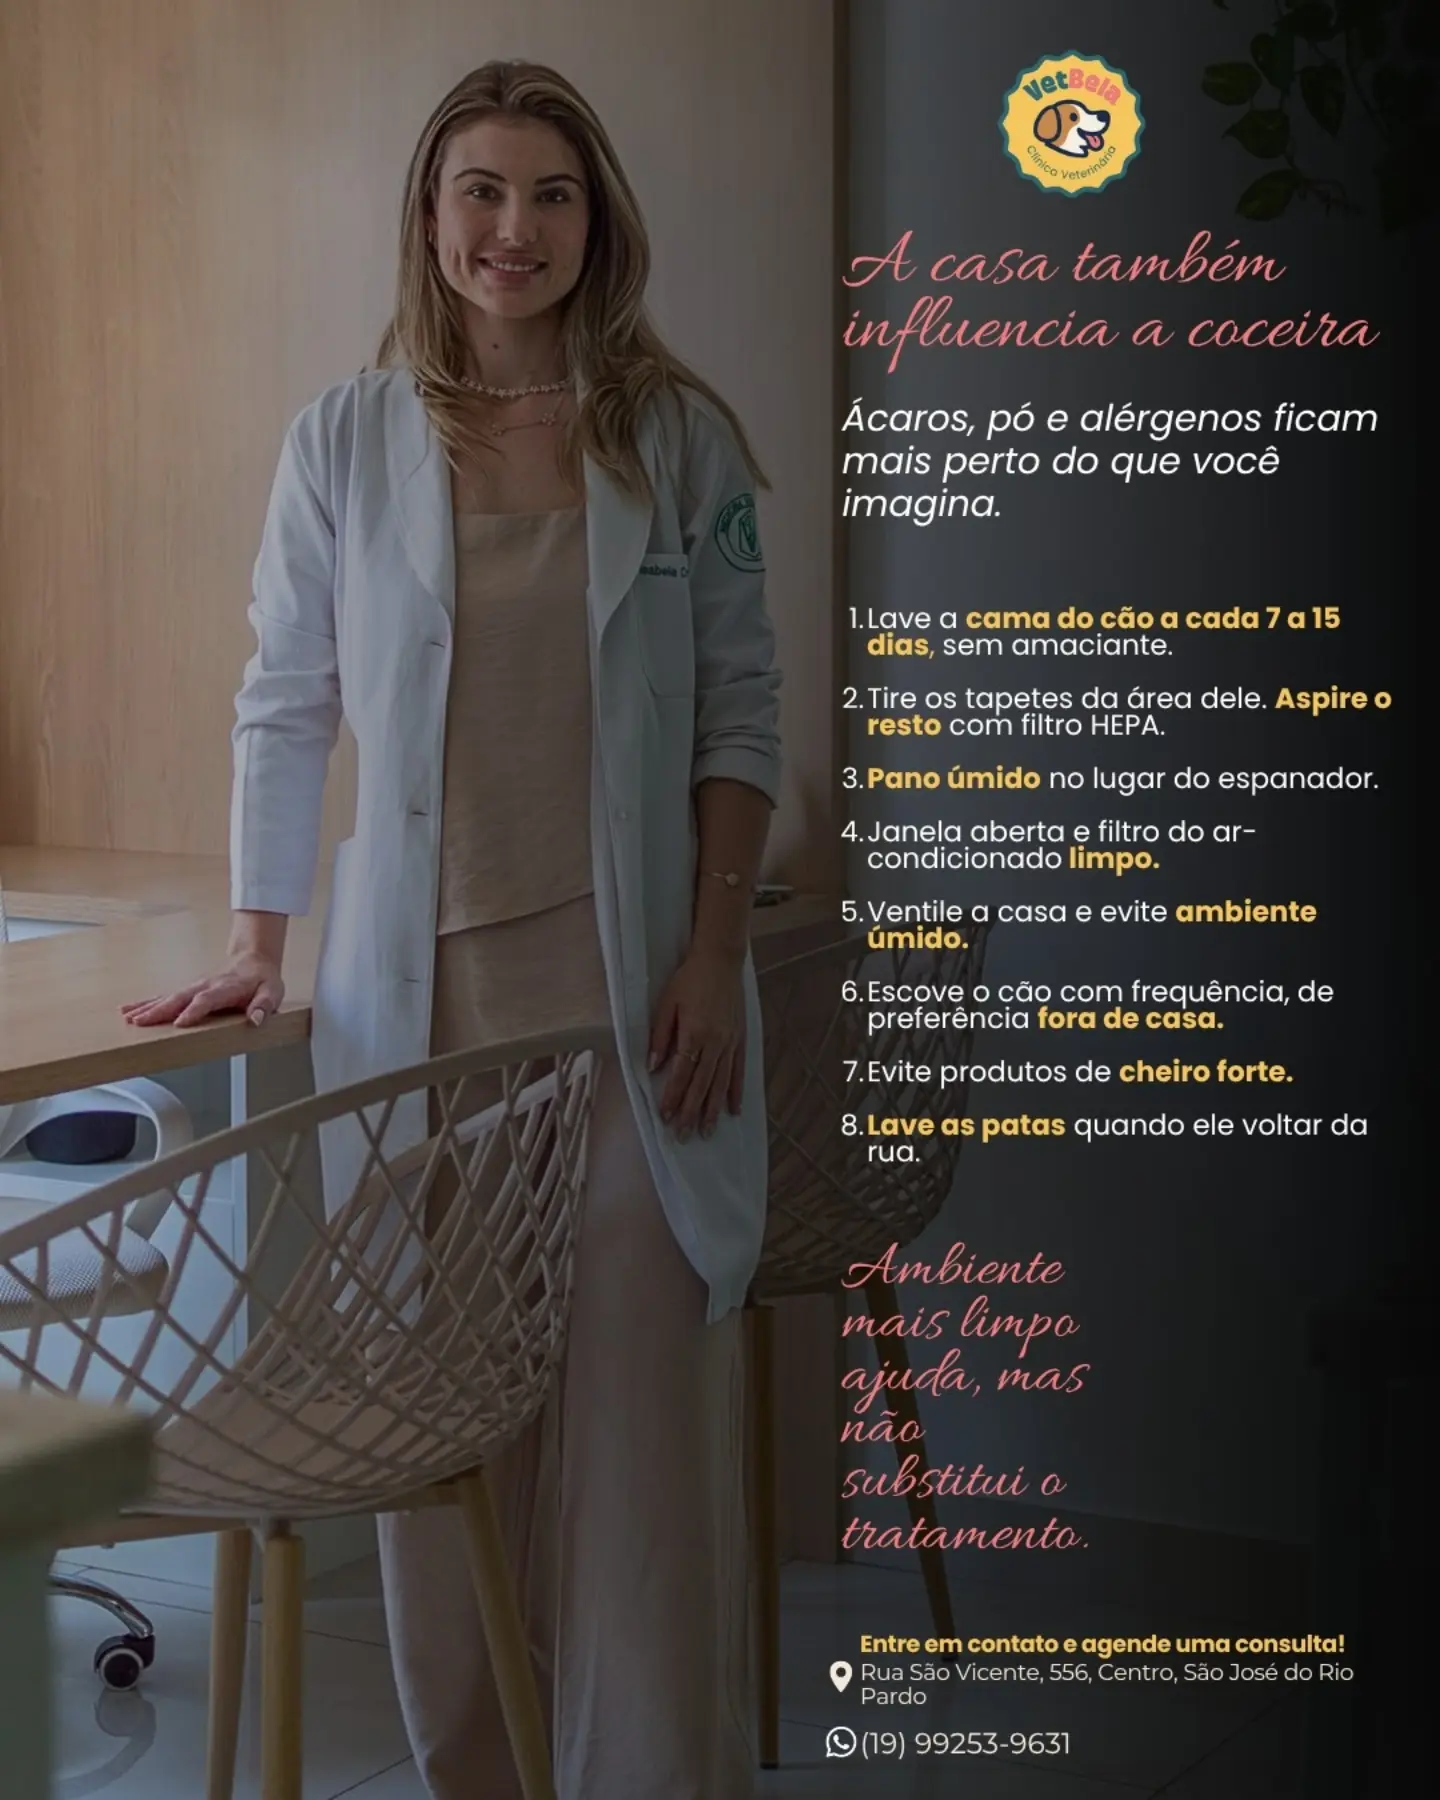 VetBela
Clínica Veterinária
A casa também
influencia a coceira
Ácaros, pó e alérgenos ficam
mais perto do que você
imagina.
1. Lave a cama do cão a cada 7 a 15
dias, sem amaciante.
2. Tire os tapetes da área dele. Aspire o
resto com filtro HEPA.
3. Pano úmido no lugar do espanador.
4. Janela aberta e filtro do ar-
condicionado limpo.
5. Ventile a casa e evite ambiente
úmido.
6. Escove o cão com frequência, de
preferência fora de casa.
7. Evite produtos de cheiro forte.
8. Lave as patas quando ele voltar da
rua.
Ambiente
mais limpo
ajuda, mas
não
substitui o
tratamento.
Entre em contato e agende uma consulta!
Rua São Vicente, 556, Centro, São José do Rio
Pardo
(19) 99253-9631